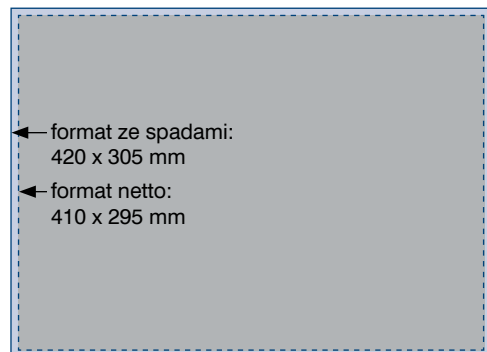 format ze spadami:
420 x 305 mm
format netto:
410 x 295 mm